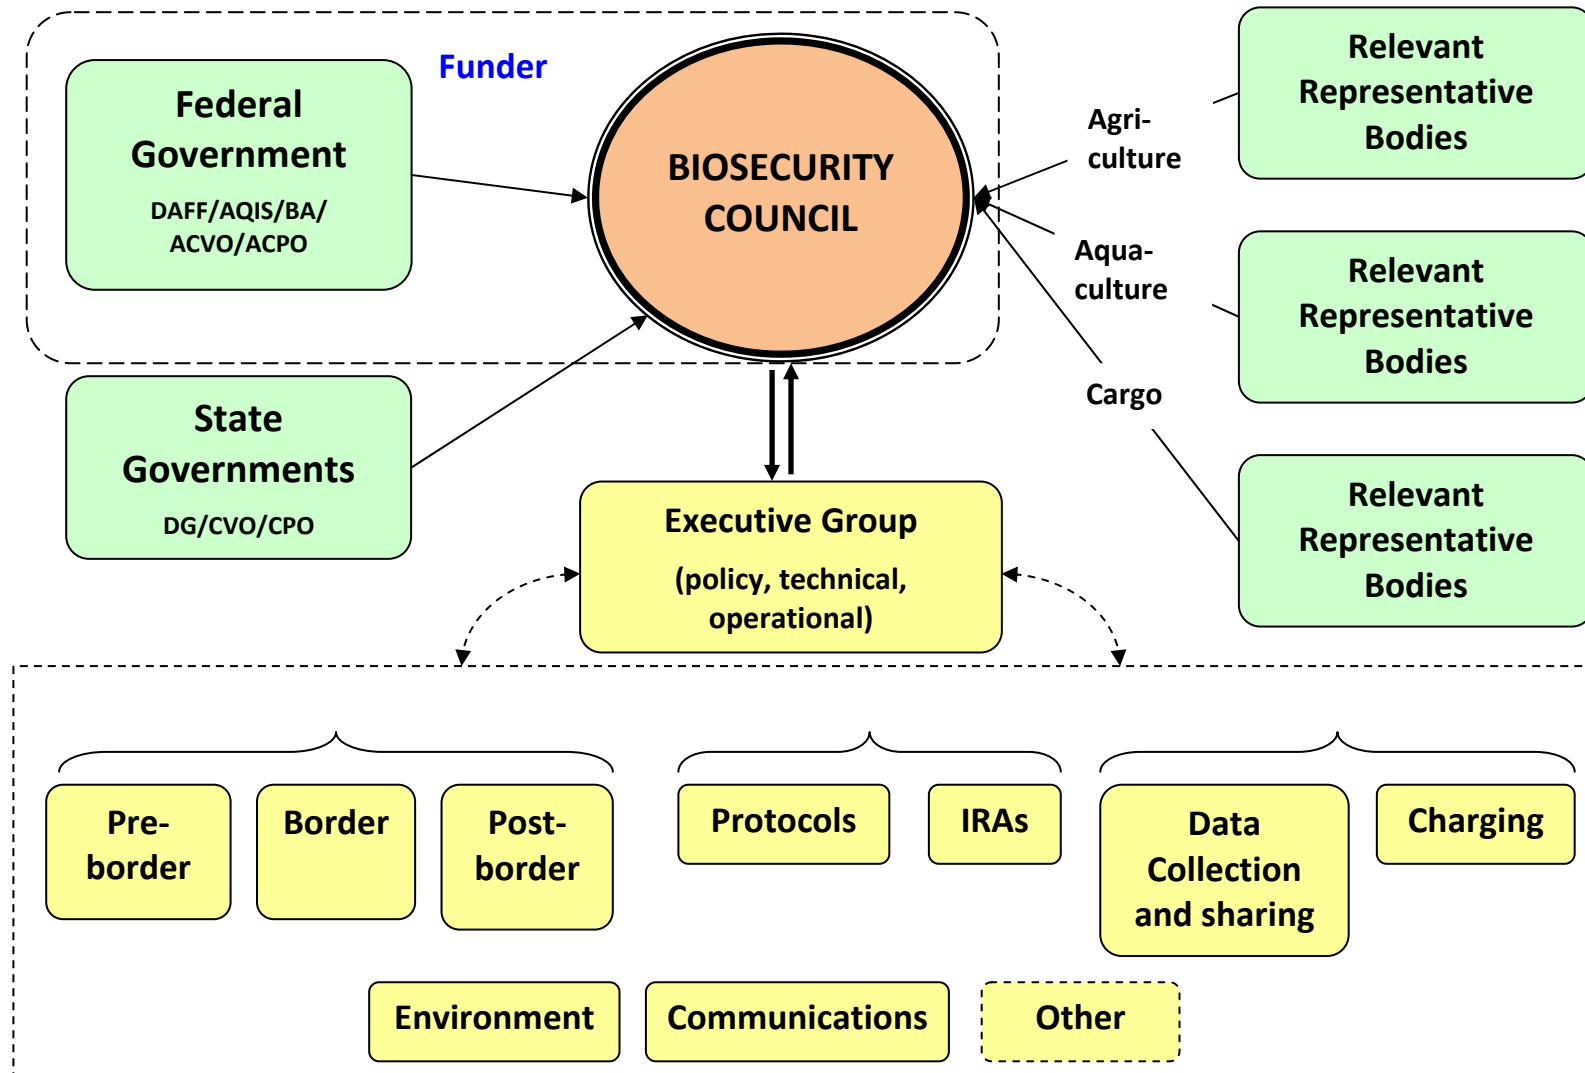 Funder
Federal
Government
DAFF/AQIS/BA/
ACVO/ACPO
BIOSECURITY
COUNCIL
Relevant
Representative
Bodies
Agri-
culture
Aqua-
culture
Relevant
Representative
Bodies
Cargo
State
Governments
DG/CVO/CPO
Relevant
Representative
Bodies
Executive Group
(policy, technical,
operational)
Pre-
border
Border
Post-
border
Protocols
IRAs
Data
Collection
and sharing
Charging
Environment
Communications
Other